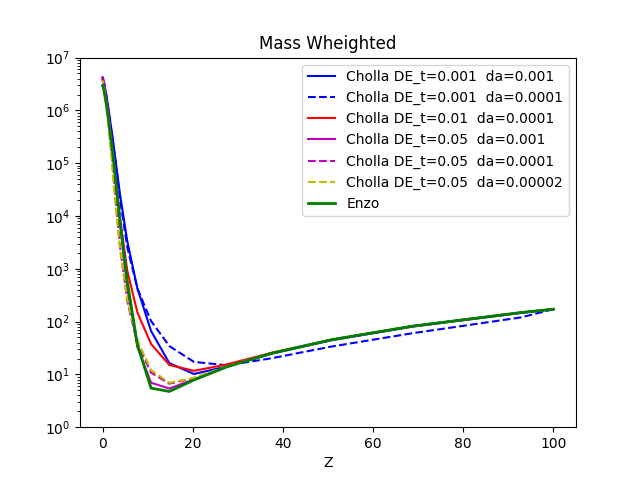 Mass Wheighted
10^7
10^6
10^5
10^4
10^3
10^2
10^1
10^0
Cholla DE_t=0.001 da=0.001
Cholla DE_t=0.001 da=0.0001
Cholla DE_t=0.01 da=0.0001
Cholla DE_t=0.05 da=0.001
Cholla DE_t=0.05 da=0.0001
Cholla DE_t=0.05 da=0.00002
Enzo
0 20 40 60 80 100
Z